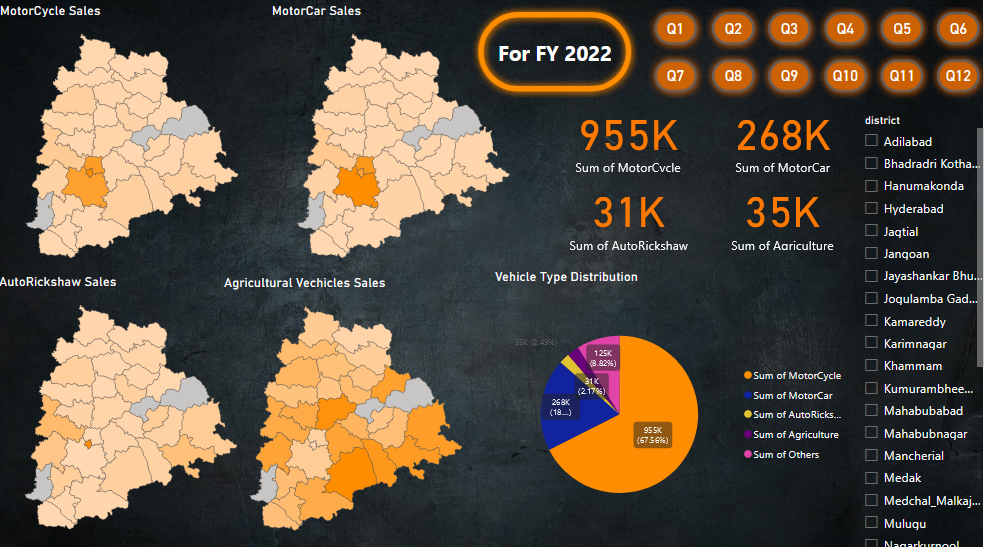 MotorCycle Sales
MotorCar Sales
For FY 2022
Q1 Q2 Q3 Q4 Q5 Q6
Q7 Q8 Q9 Q10 Q11 Q12
955K
Sum of MotorCycle
268K
Sum of MotorCar
31K
Sum of AutoRickshaw
35K
Sum of Agriculture
district
Adilabad
Bhadradri Kotha...
Hanumakonda
Hyderabad
Jagtial
Jangoan
Jayashankar Bhu...
Jogulamba Gad...
Kamareddy
Karimnagar
Khammam
Kumurambhee...
Mahabubabad
Mahabubnagar
Mancherial
Medak
Medchal_Malkaj...
Mulugu
Nagarkurnool
AutoRickshaw Sales
Agricultural Vechicles Sales
Vehicle Type Distribution
35K (2.49%)
125K
(8.82%)
31K
(2.17%)
268K
(18....)
955K
(67.56%)
Sum of MotorCycle
Sum of MotorCar
Sum of AutoRicks...
Sum of Agriculture
Sum of Others